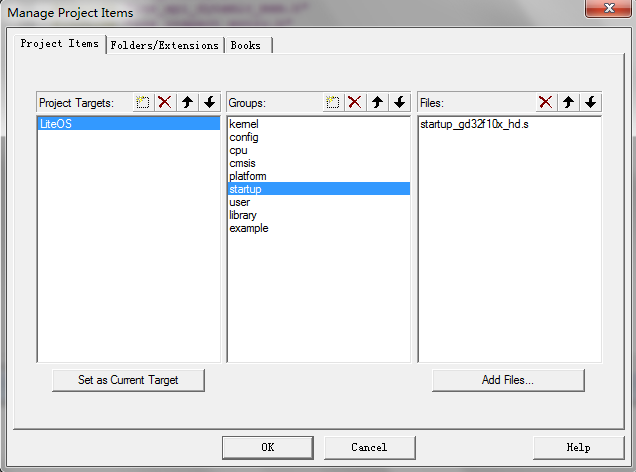 Manage Project Items
Project Items
Folders/Extensions
Books
Project Targets:
LiteOS
Set as Current Target
Groups:
kernel
config
cpu
cmsis
platform
startup
user
library
example
Files:
startup_gd32f10x_hd.s
Add Files...
OK
Cancel
Help